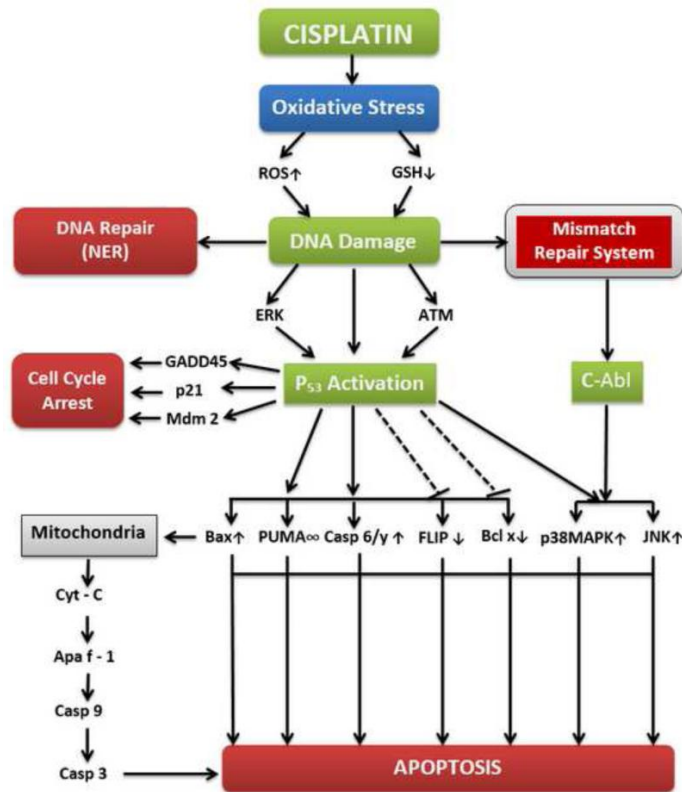 CISPLATIN
Oxidative Stress
ROS↑
GSH↓
DNA Repair
(NER)
DNA Damage
Mismatch
Repair System
ERK
ATM
Cell Cycle
Arrest
GADD45
p21
Mdm 2
P₅₃ Activation
C-Abl
Mitochondria
Bax↑
PUMA∞
Casp 6/y ↑
FLIP ↓
Bcl x↓
p38MAPK↑
JNK↑
Cyt - C
Apa f - 1
Casp 9
Casp 3
APOPTOSIS